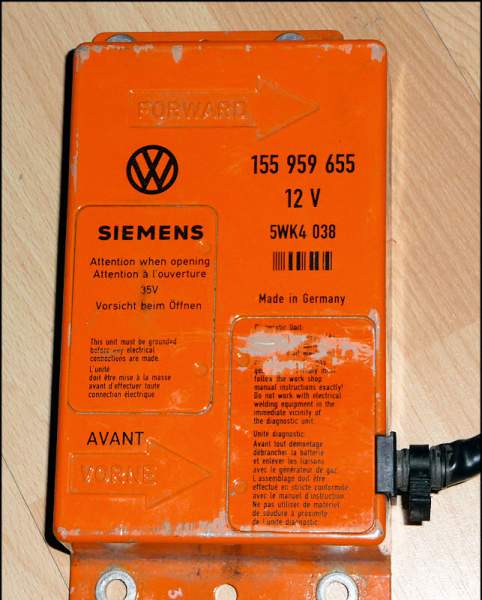 FORWARD
155 959 655
12 V
5WK4 038
Made in Germany
SIEMENS
Attention when opening
Attention à l'ouverture
35V
Vorsicht beim Öffnen
This unit must be grounded
before any electrical
connections are made.
L'unité
doit être mise à la masse
avant d'effectuer toute
connection électrique
AVANT
VORNE
Diagnostic Unit:
follow the work shop
manual instructions exactly!
Do not work with electrical
welding equipment in the
immediate vicinity of
the diagnostic unit.
Unité diagnostic:
Avant tout démontage
débrancher la batterie
et enlever les liaisons
avec le générateur de gaz.
L'assemblage doit être
effectué en stricte conformité
avec le manuel d'instruction.
Ne pas utiliser de matériel
de soudure à proximité
de l'unité diagnostic.
3